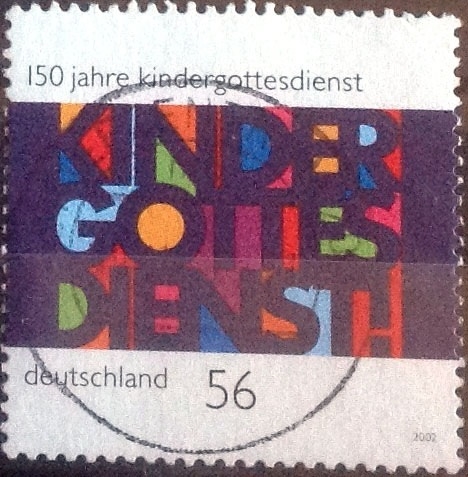 150 jahre kindergottesdienst
KINDER
GOTTES
DIENST
deutschland 56
2002